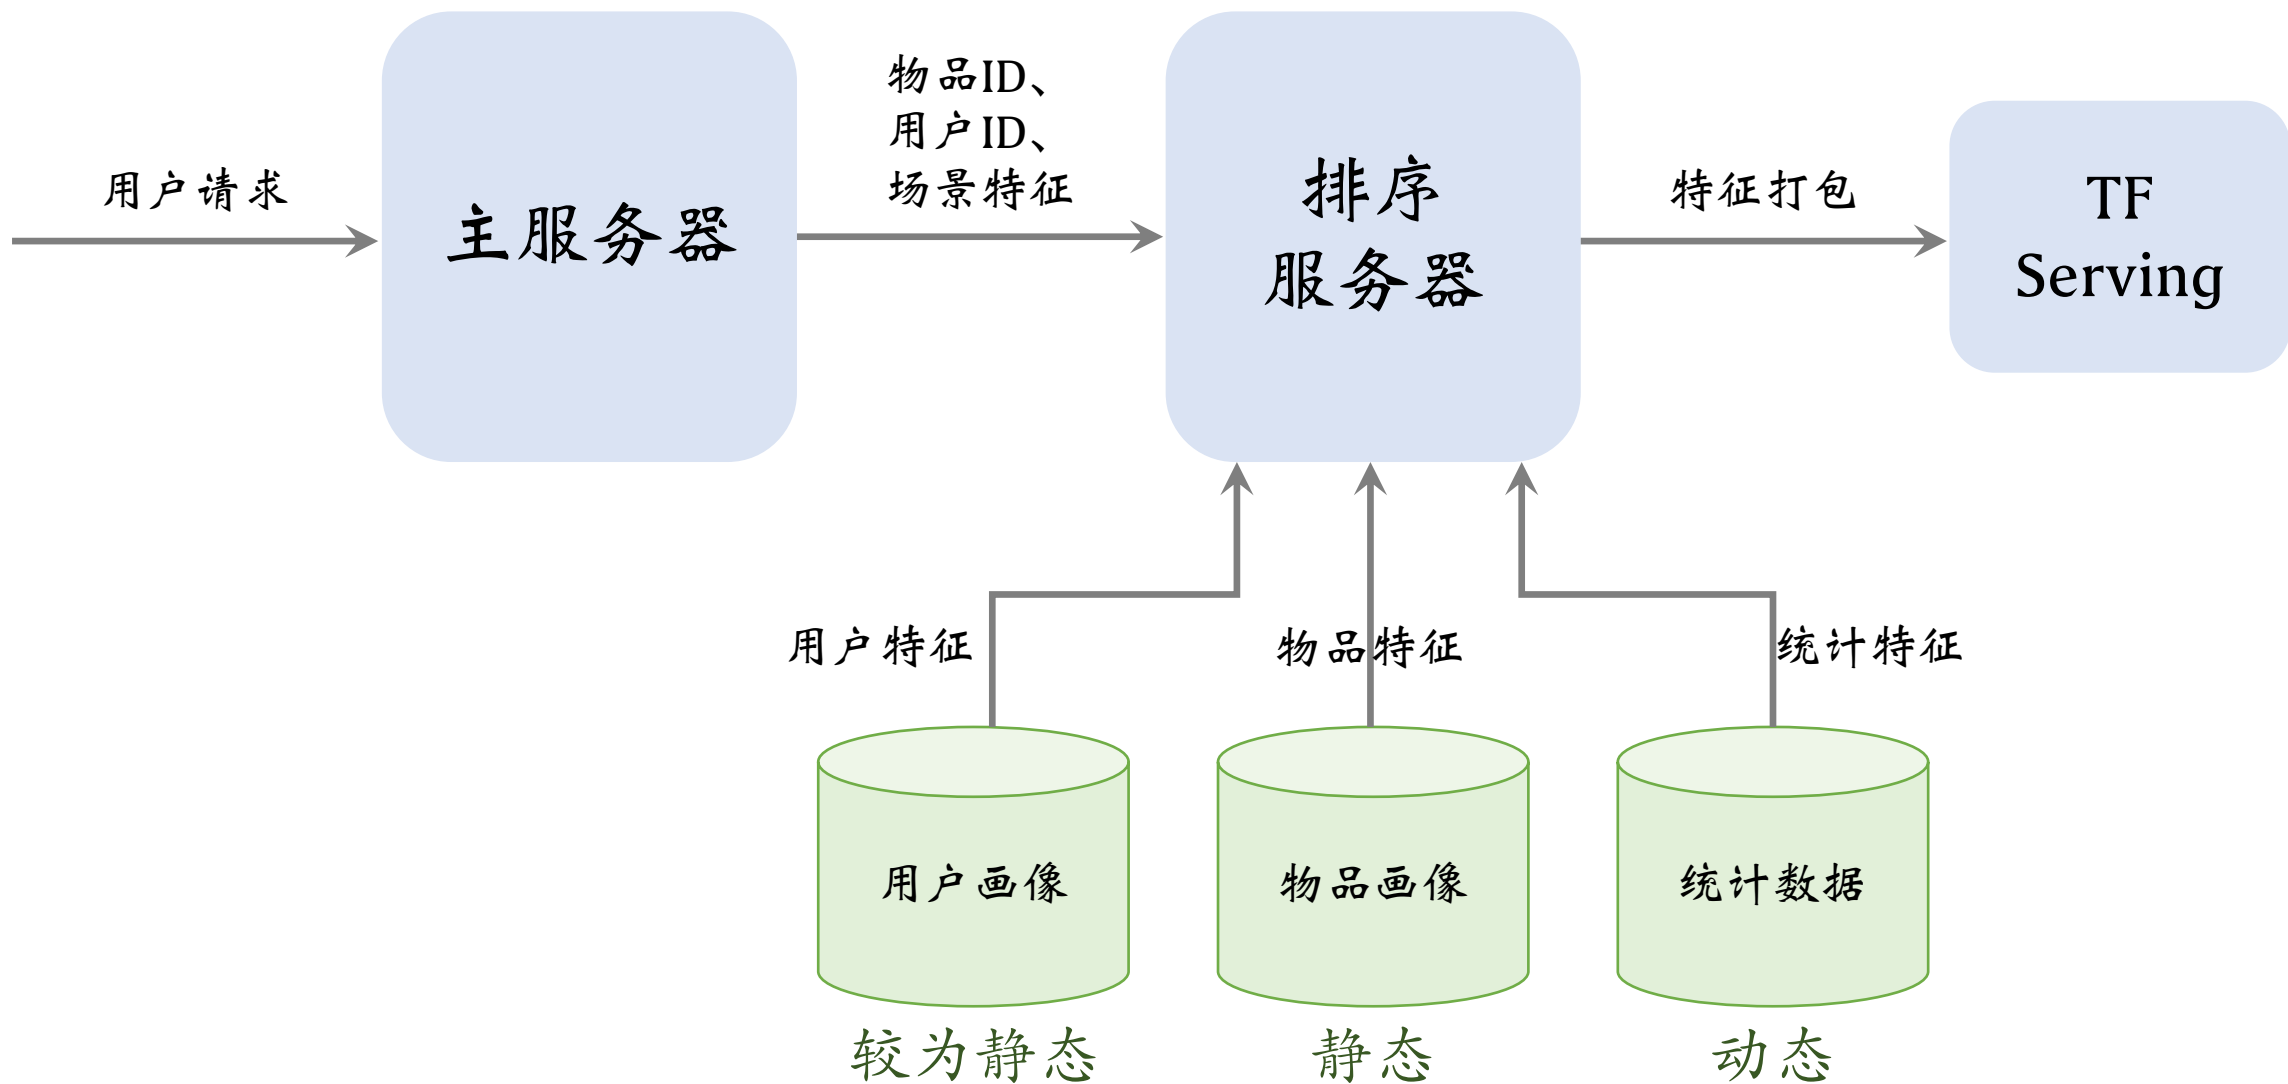 用户请求
主服务器
物品ID、
用户ID、
场景特征
排序
服务器
特征打包
TF
Serving
用户特征
物品特征
统计特征
用户画像
物品画像
统计数据
较为静态
静态
动态